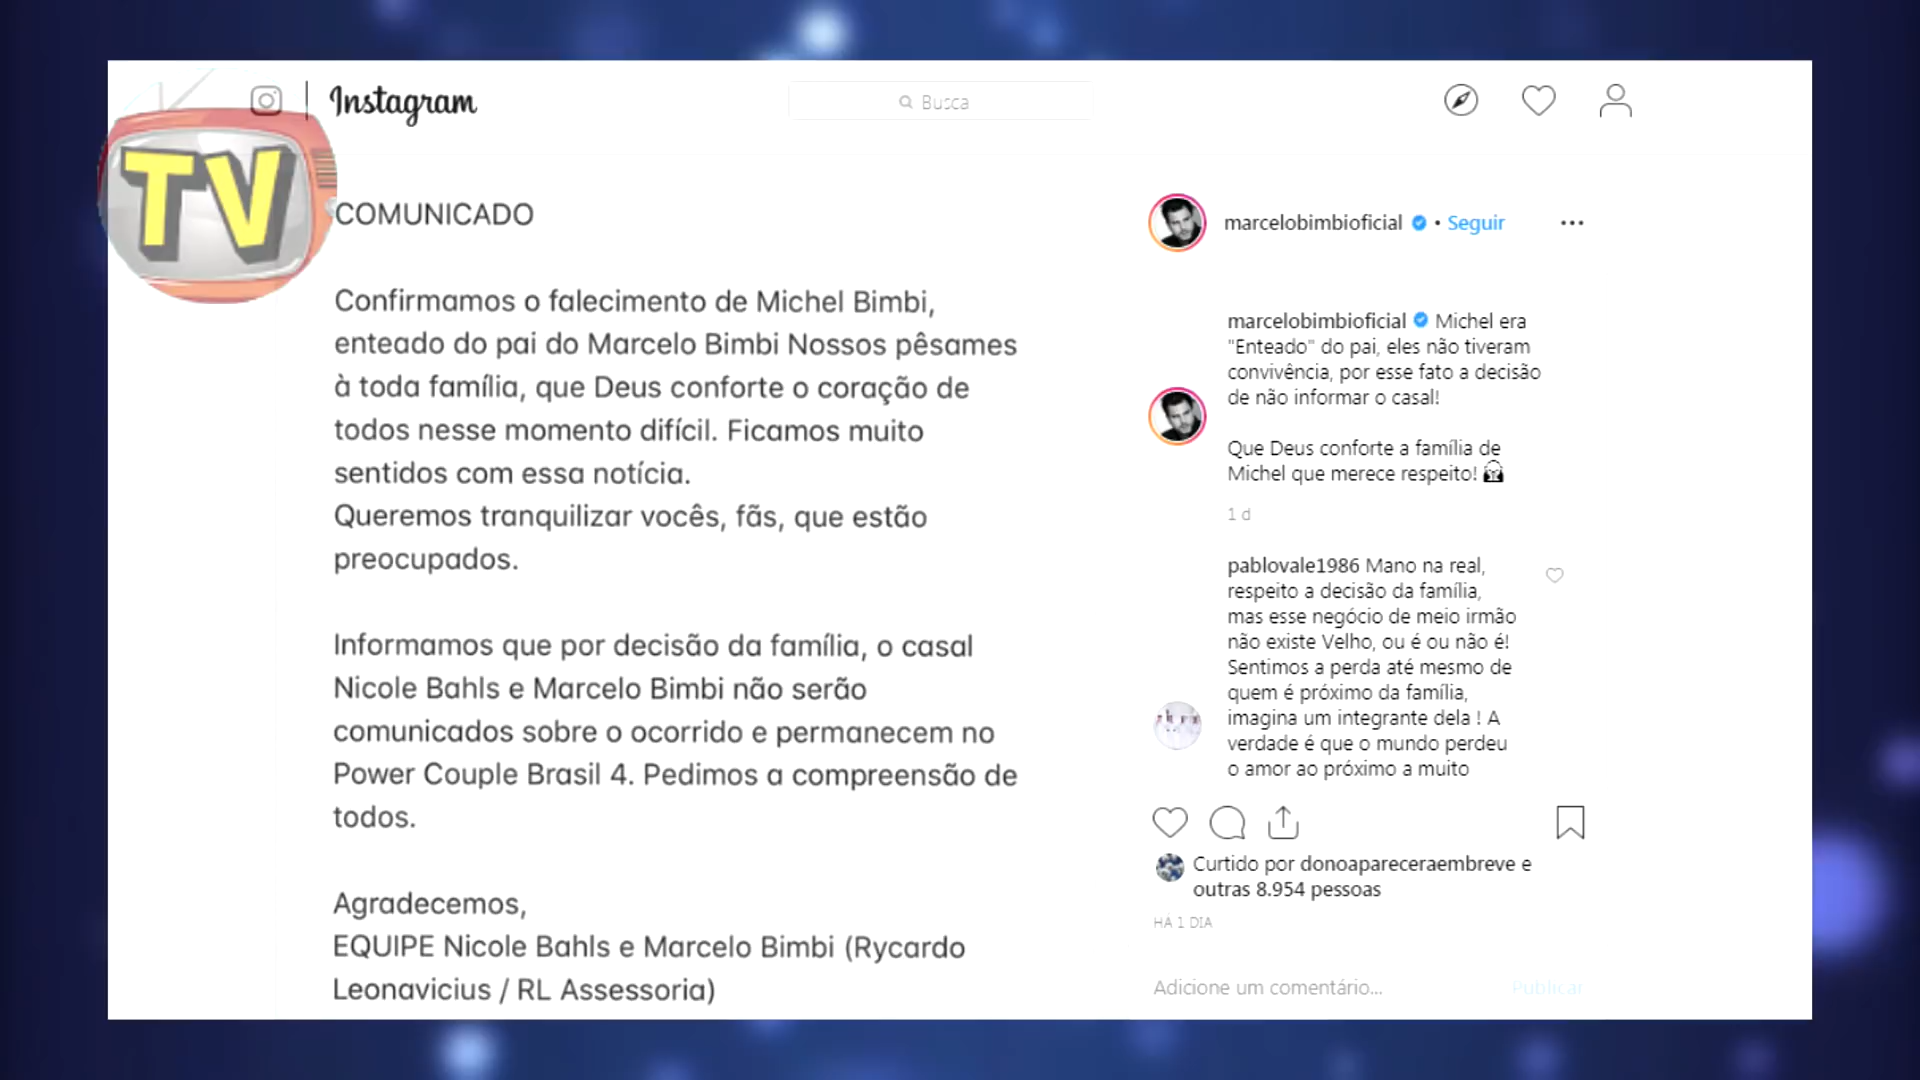 Instagram
Busca
TV
COMUNICADO
Confirmamos o falecimento de Michel Bimbi,
enteado do pai do Marcelo Bimbi Nossos pêsames
à toda família, que Deus conforte o coração de
todos nesse momento difícil. Ficamos muito
sentidos com essa notícia.
Queremos tranquilizar vocês, fãs, que estão
preocupados.
Informamos que por decisão da família, o casal
Nicole Bahls e Marcelo Bimbi não serão
comunicados sobre o ocorrido e permanecem no
Power Couple Brasil 4. Pedimos a compreensão de
todos.
Agradecemos,
EQUIPE Nicole Bahls e Marcelo Bimbi (Rycardo
Leonavicius / RL Assessoria)
marcelobimbioficial • Seguir
marcelobimbioficial Michel era
"Enteado" do pai, eles não tiveram
convivência, por esse fato a decisão
de não informar o casal!
Que Deus conforte a família de
Michel que merece respeito!
1 d
pablovale1986 Mano na real,
respeito a decisão da família,
mas esse negócio de meio irmão
não existe Velho, ou é ou não é!
Sentimos a perda até mesmo de
quem é próximo da família,
imagina um integrante dela ! A
verdade é que o mundo perdeu
o amor ao próximo a muito
Curtido por donoapareceraembreve e
outras 8.954 pessoas
HÁ 1 DIA
Adicione um comentário...
Publicar